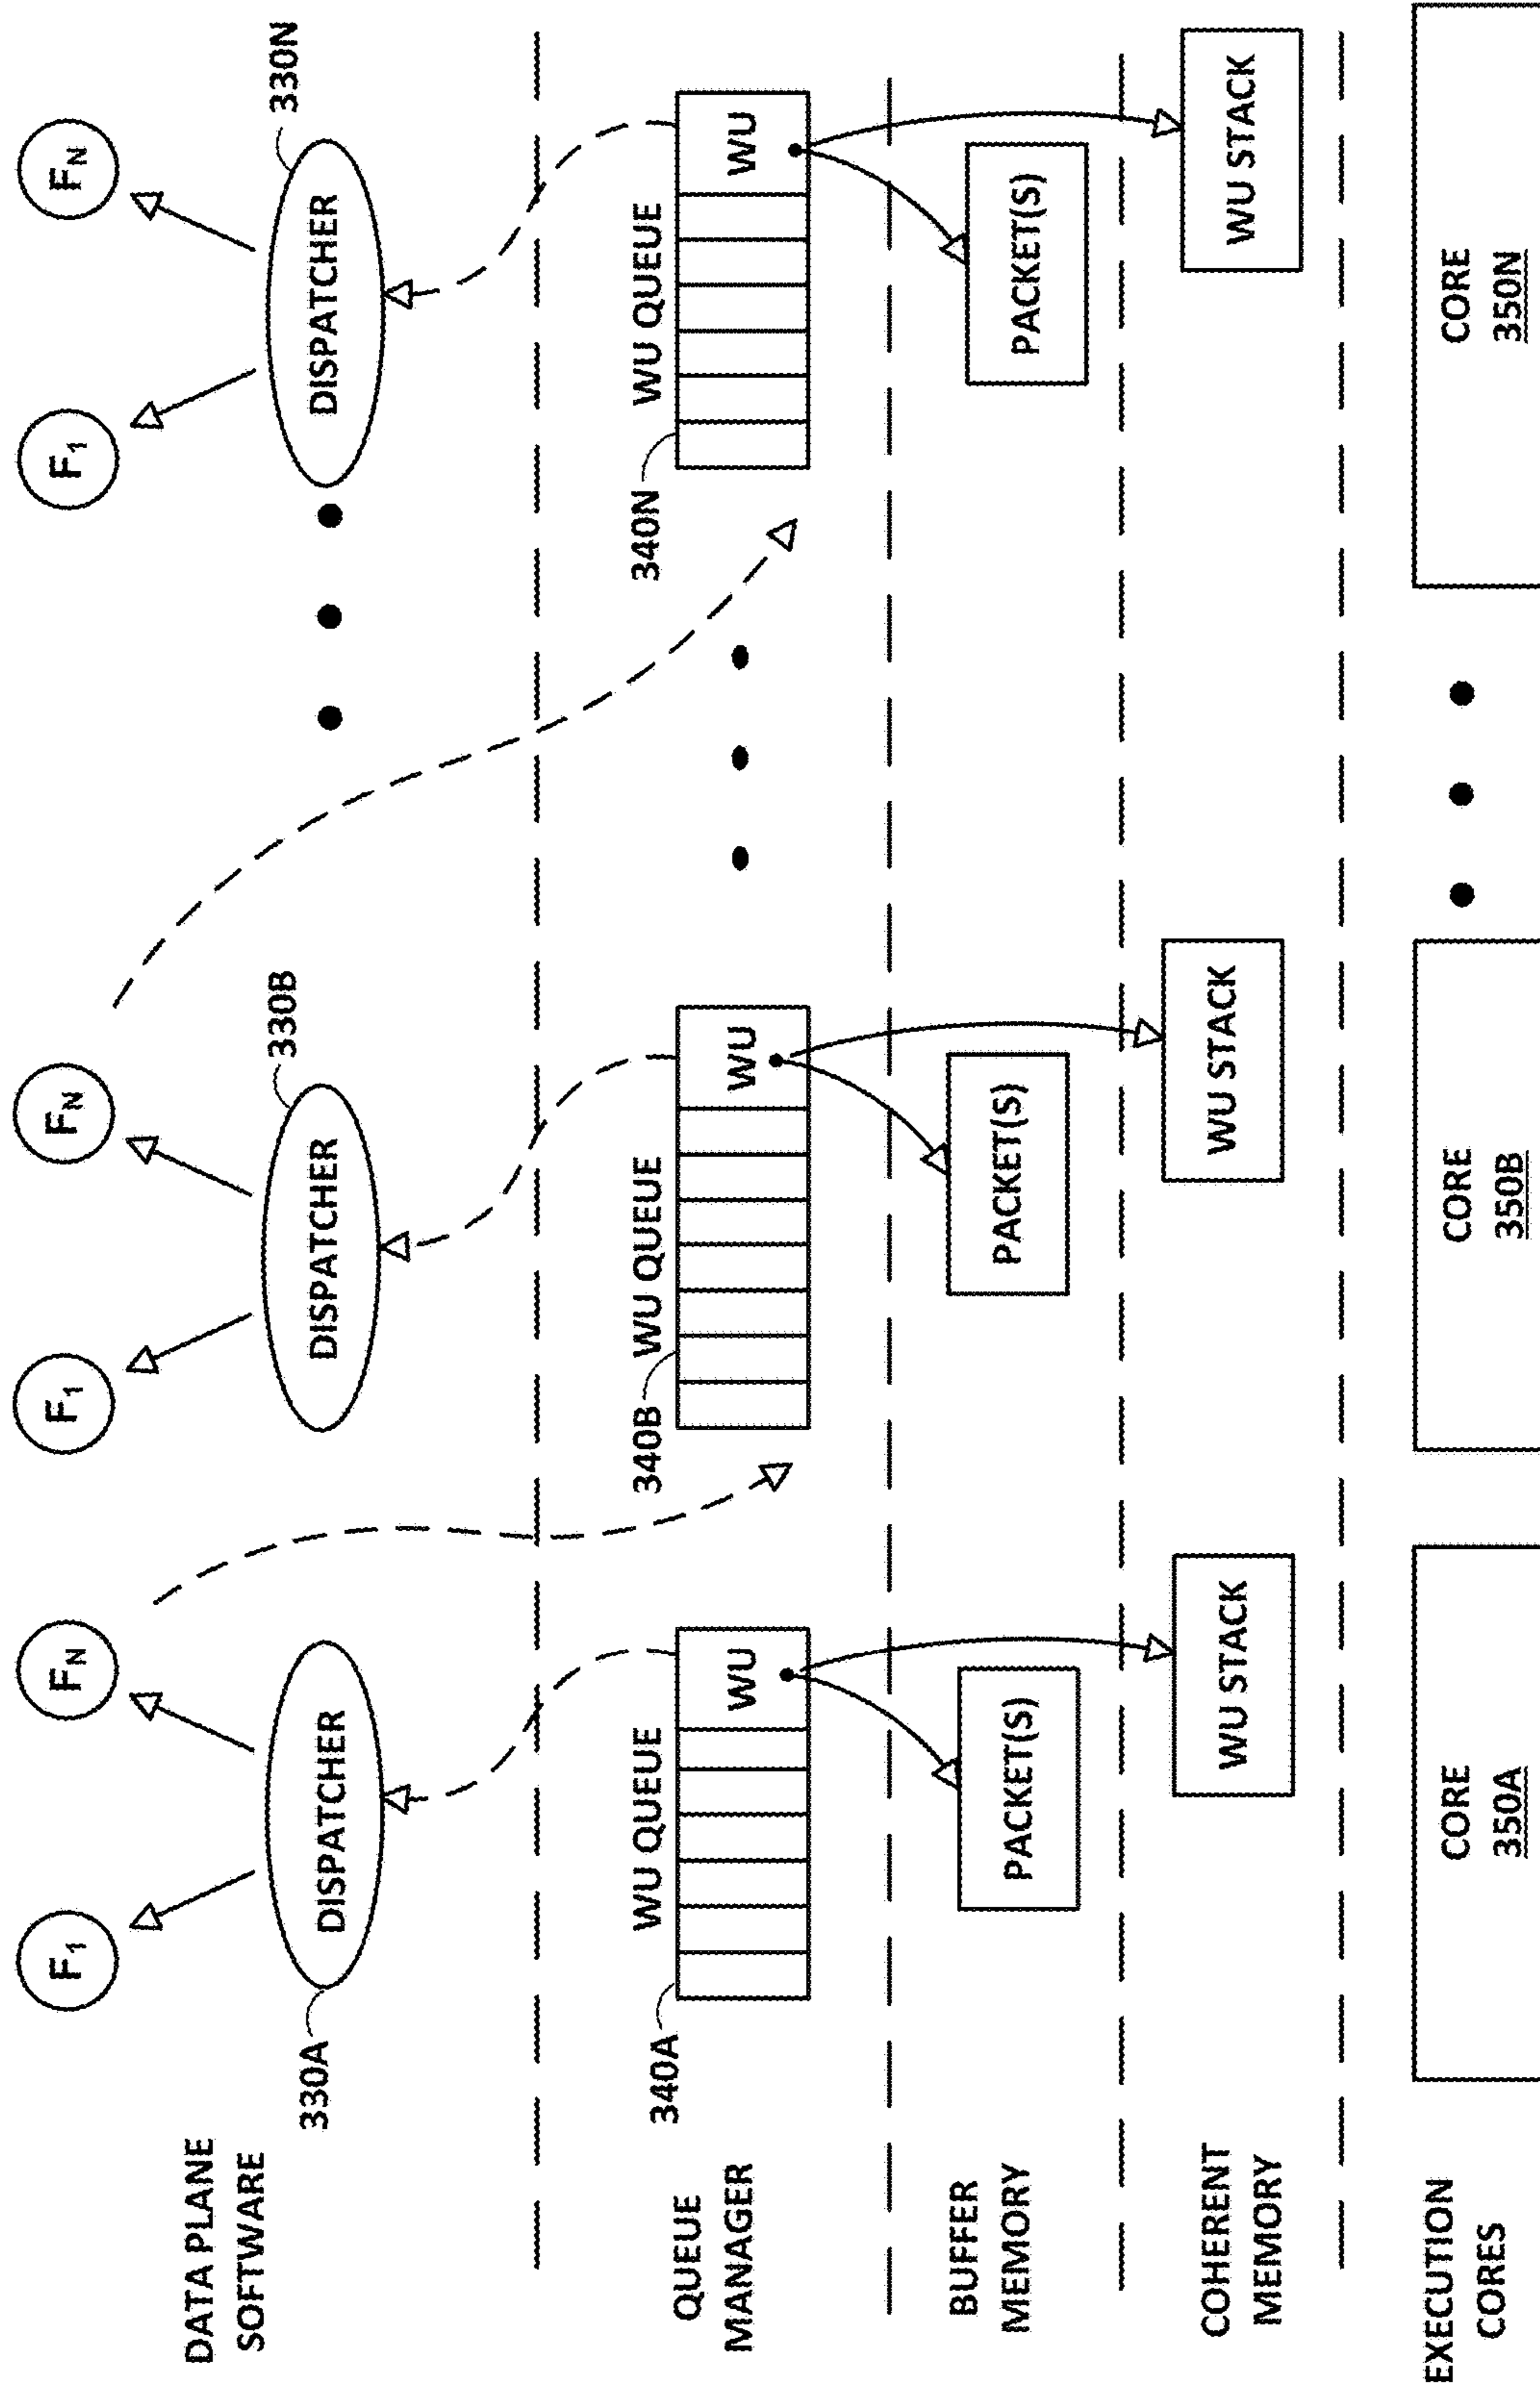 DATA PLANE
SOFTWARE
F1
FN
F1
FN
F1
FN
330A
DISPATCHER
DISPATCHER
330B
DISPATCHER
330N
QUEUE
MANAGER
340A
WU QUEUE
WU
340B
WU QUEUE
WU
340N
WU QUEUE
WU
BUFFER
MEMORY
PACKET(S)
PACKET(S)
PACKET(S)
COHERENT
MEMORY
WU STACK
WU STACK
WU STACK
EXECUTION
CORES
CORE
350A
CORE
350B
CORE
350N